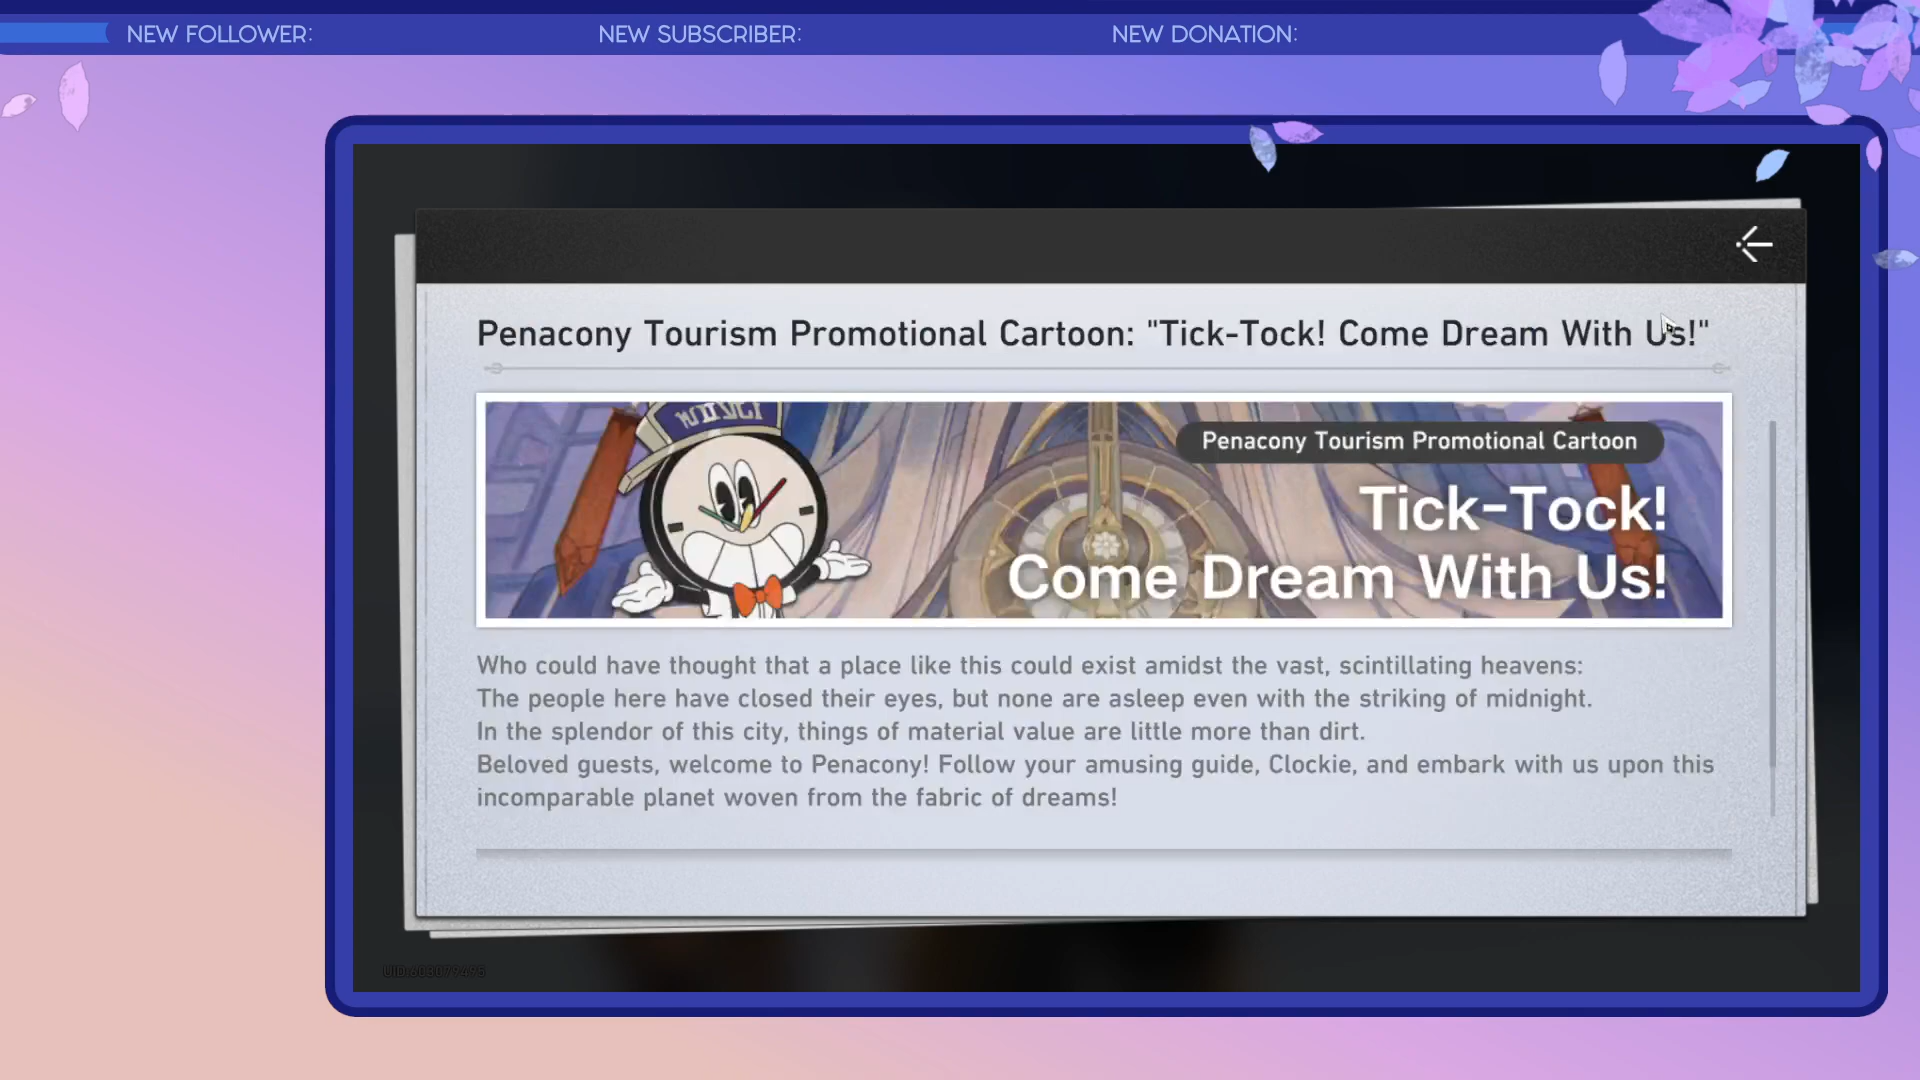 NEW FOLLOWER:
NEW SUBSCRIBER:
NEW DONATION:
Penacony Tourism Promotional Cartoon: "Tick-Tock! Come Dream With Us!"
Penacony Tourism Promotional Cartoon
Tick-Tock!
Come Dream With Us!
Who could have thought that a place like this could exist amidst the vast, scintillating heavens:
The people here have closed their eyes, but none are asleep even with the striking of midnight.
In the splendor of this city, things of material value are little more than dirt.
Beloved guests, welcome to Penacony! Follow your amusing guide, Clockie, and embark with us upon this
incomparable planet woven from the fabric of dreams!